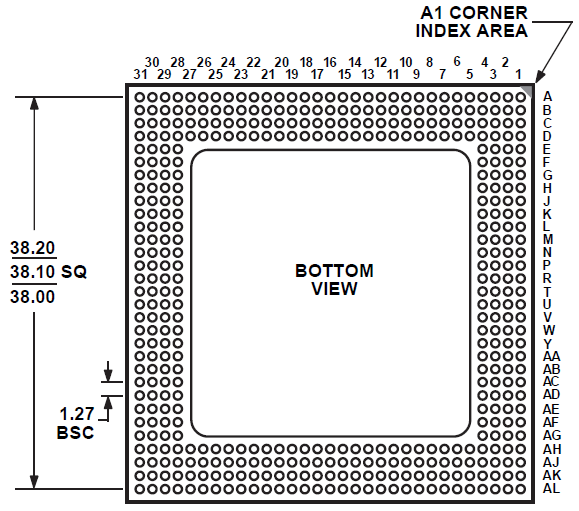 A1 CORNER
INDEX AREA
30 28 26 24 22 20 18 16 14 12 10 8 6 4 2
31 29 27 25 23 21 19 17 15 13 11 9 7 5 3 1
A
B
C
D
E
F
G
H
J
K
L
M
N
P
R
T
U
V
W
Y
AA
AB
AC
AD
AE
AF
AG
AH
AJ
AK
AL
38.20
38.10 SQ
38.00
BOTTOM
VIEW
1.27
BSC